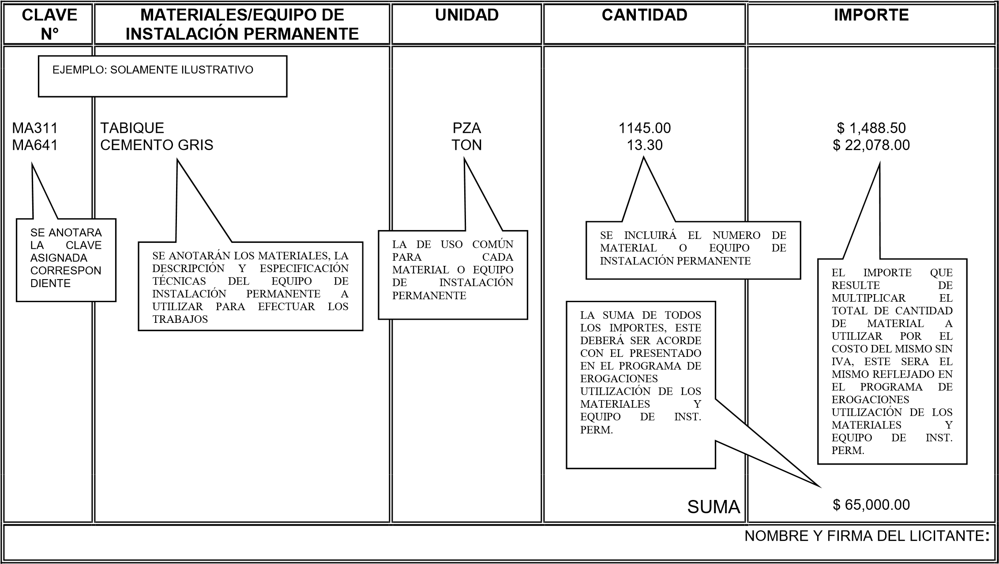 CLAVE
N°
MATERIALES/EQUIPO DE
INSTALACIÓN PERMANENTE
UNIDAD
CANTIDAD
IMPORTE
EJEMPLO: SOLAMENTE ILUSTRATIVO
MA311 TABIQUE PZA 1145.00 $ 1,488.50
MA641 CEMENTO GRIS TON 13.30 $ 22,078.00
SE ANOTARA
LA CLAVE
ASIGNADA
CORRESPON
DIENTE
SE ANOTARÁN LOS MATERIALES, LA
DESCRIPCIÓN Y ESPECIFICACIÓN
TÉCNICAS DEL EQUIPO DE
INSTALACIÓN PERMANENTE A
UTILIZAR PARA EFECTUAR LOS
TRABAJOS
LA DE USO COMÚN
PARA CADA
MATERIAL O EQUIPO
DE INSTALACIÓN
PERMANENTE
SE INCLUIRÁ EL NUMERO DE
MATERIAL O EQUIPO DE
INSTALACIÓN PERMANENTE
LA SUMA DE TODOS
LOS IMPORTES, ESTE
DEBERÁ SER ACORDE
CON EL PRESENTADO
EN EL PROGRAMA DE
EROGACIONES
UTILIZACIÓN DE LOS
MATERIALES Y
EQUIPO DE INST.
PERM.
EL IMPORTE QUE
RESULTE DE
MULTIPLICAR EL
TOTAL DE CANTIDAD
DE MATERIAL A
UTILIZAR POR EL
COSTO DEL MISMO SIN
IVA, ESTE SERA EL
MISMO REFLEJADO EN
EL PROGRAMA DE
EROGACIONES
UTILIZACIÓN DE LOS
MATERIALES Y
EQUIPO DE INST.
PERM.
SUMA $ 65,000.00
NOMBRE Y FIRMA DEL LICITANTE: